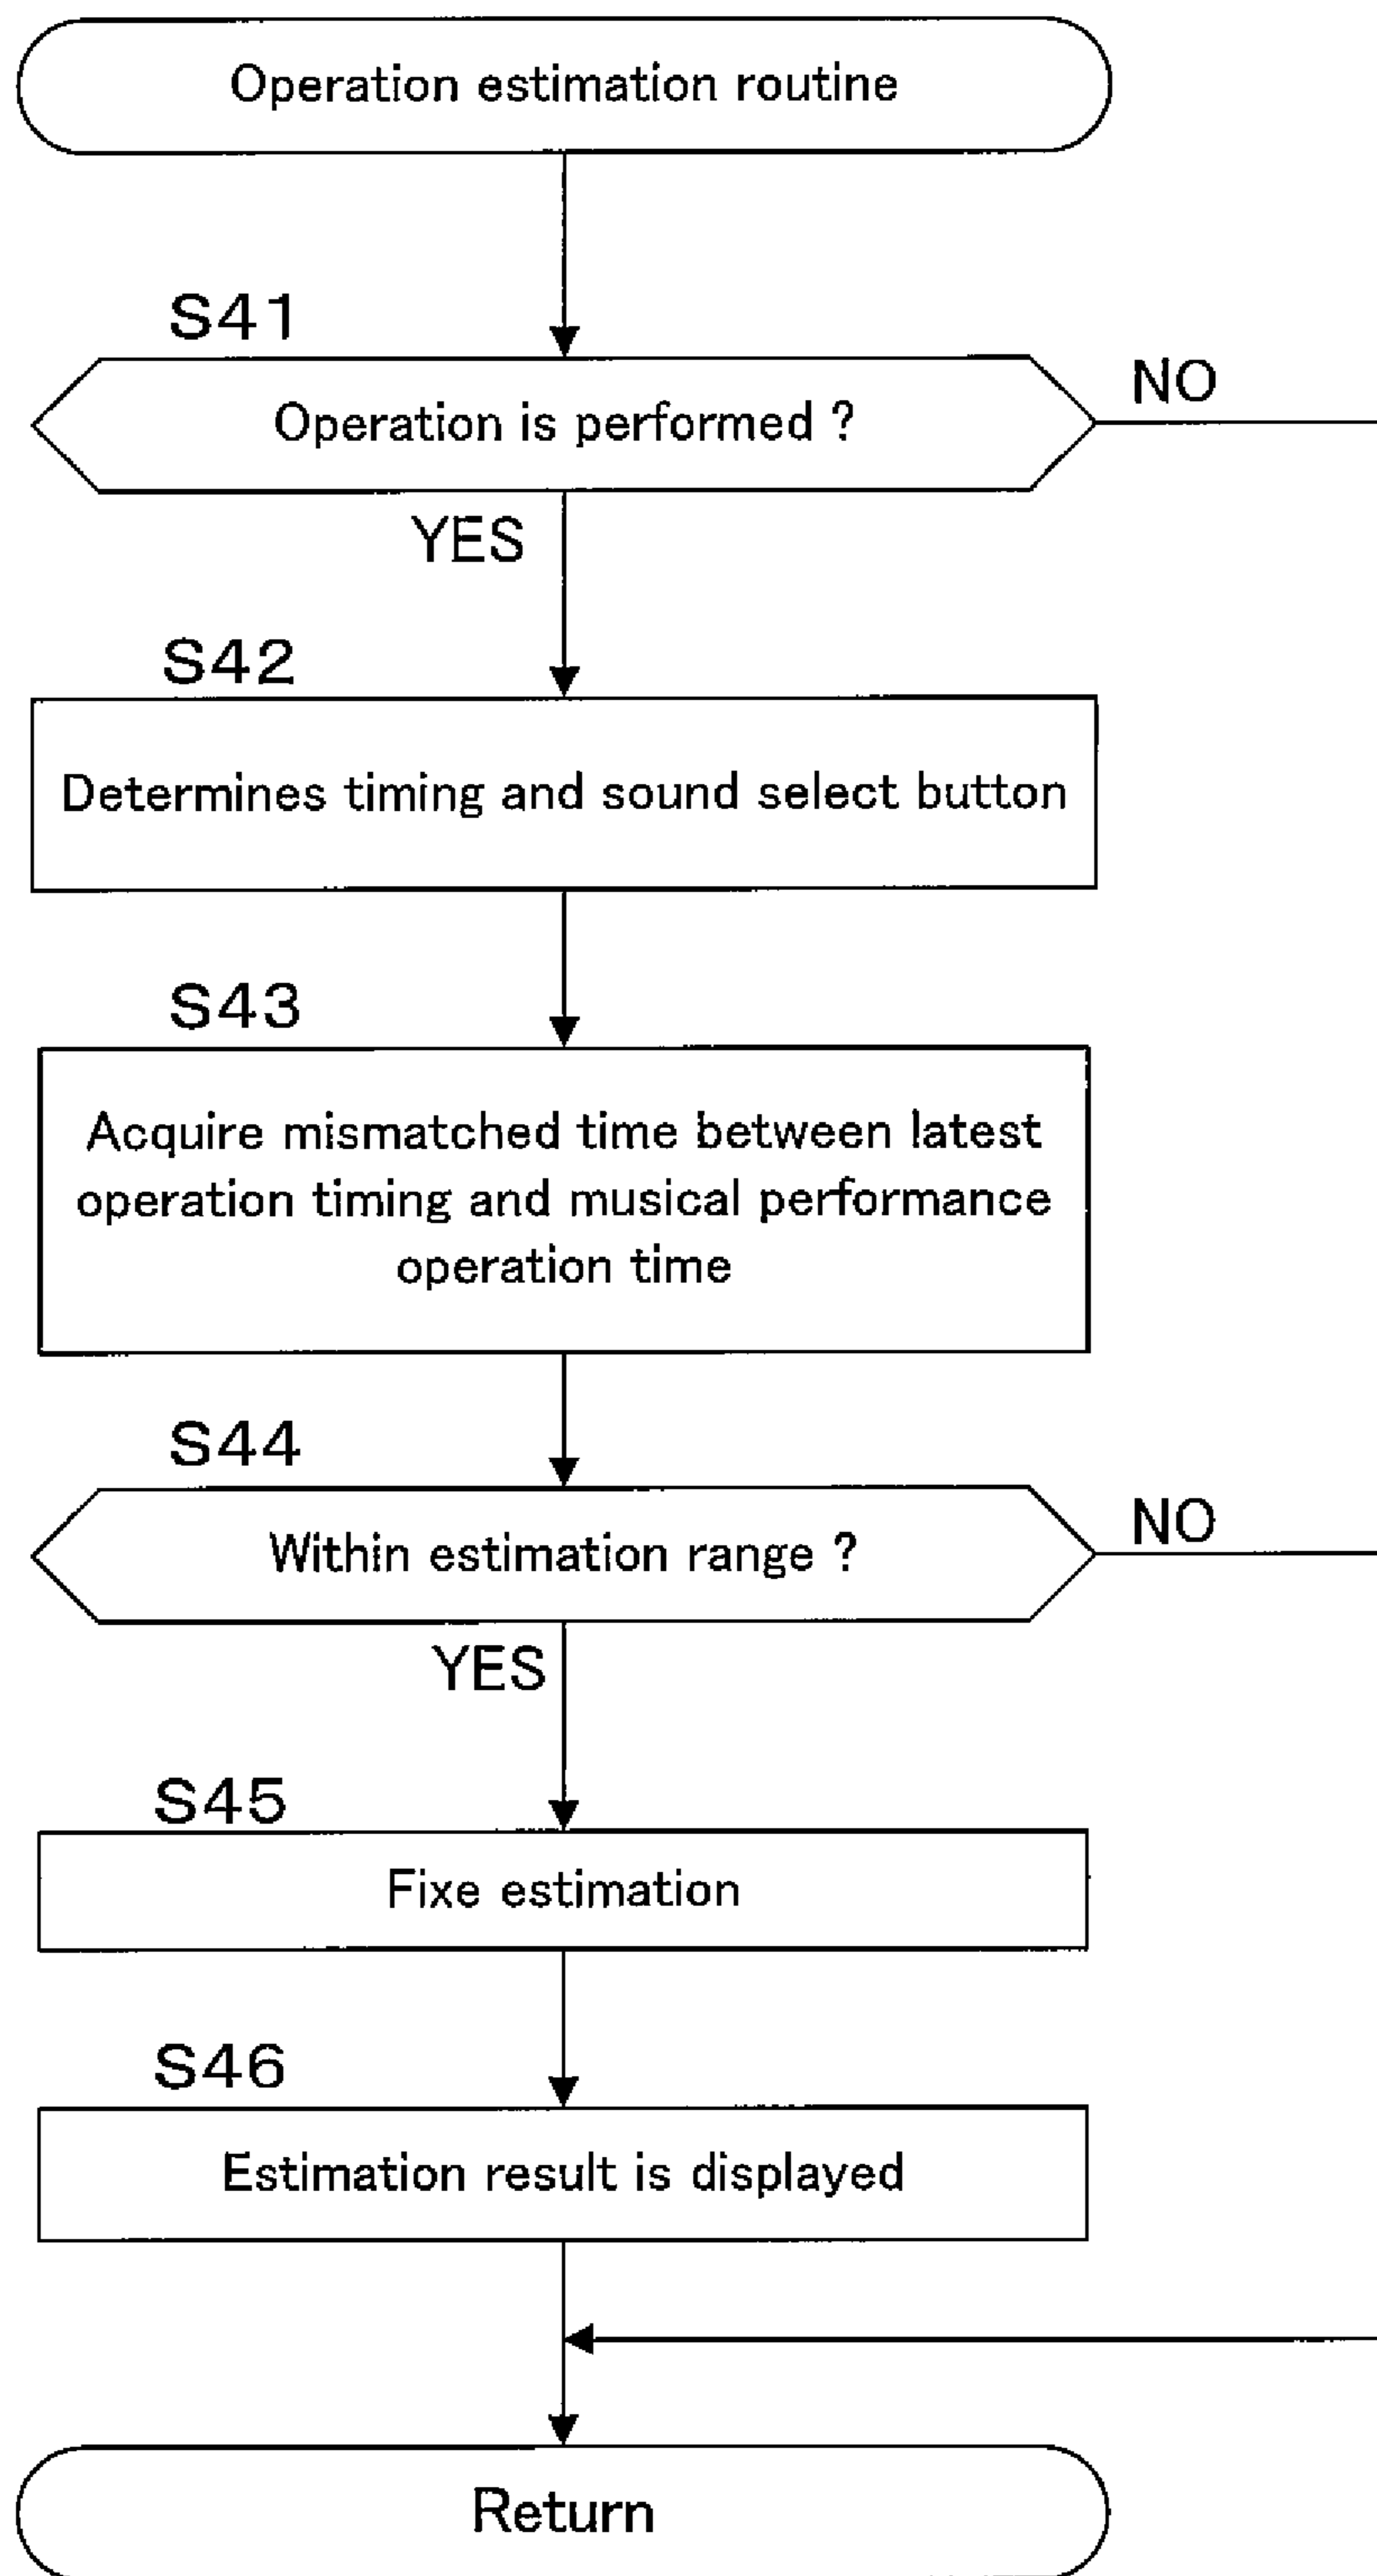 Operation estimation routine
S41
Operation is performed ?
NO
YES
S42
Determines timing and sound select button
S43
Acquire mismatched time between latest
operation timing and musical performance
operation time
S44
Within estimation range ?
NO
YES
S45
Fixe estimation
S46
Estimation result is displayed
Return